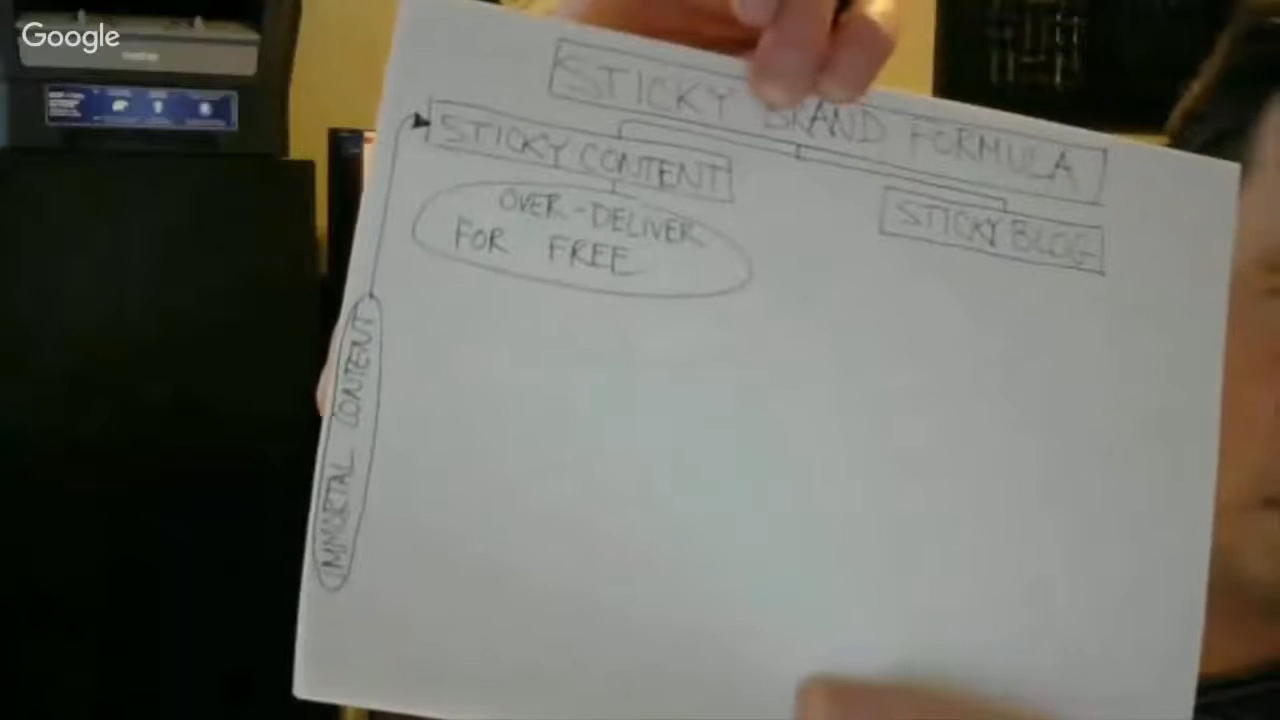 Google
STICKY BRAND FORMULA
STICKY CONTENT
STICKY BLOG
OVER-DELIVER
FOR FREE
IMMORTAL CONTENT